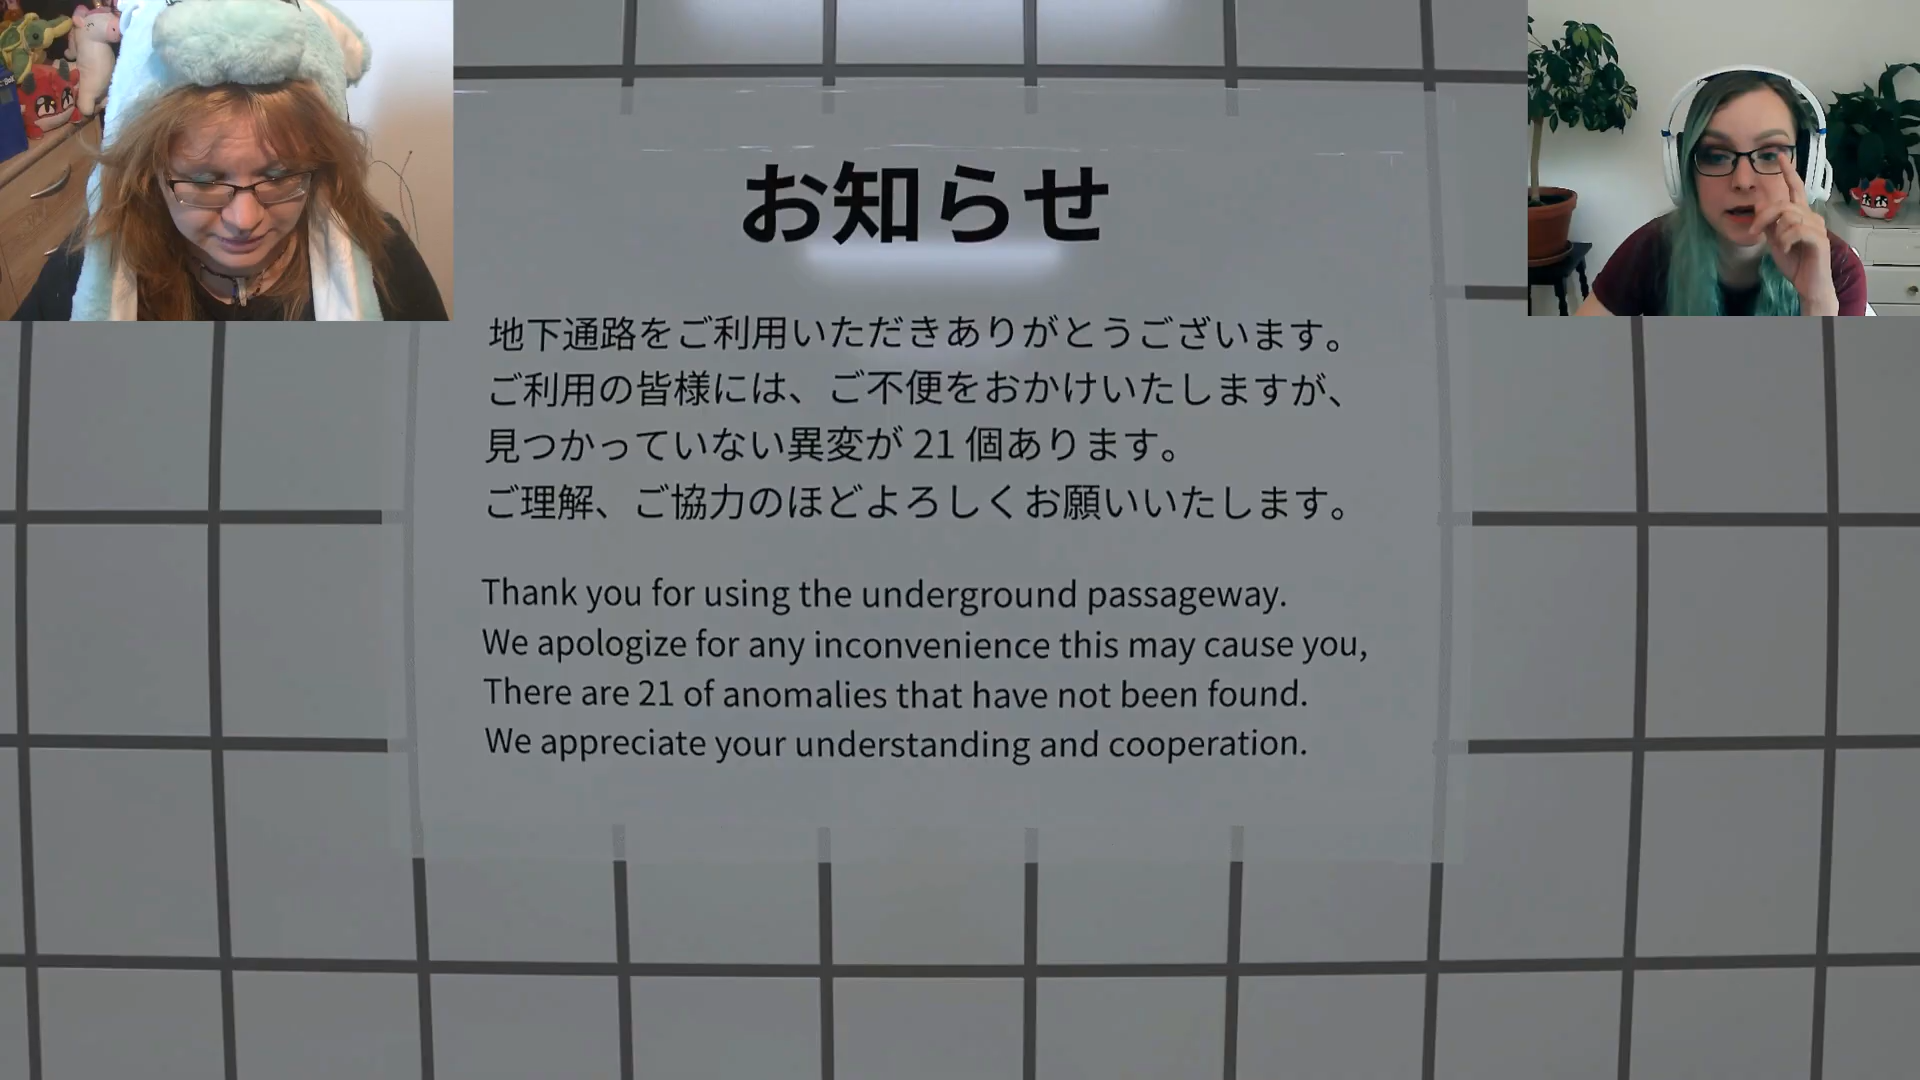 お知らせ
地下通路をご利用いただきありがとうございます。
ご利用の皆様には、ご不便をおかけいたしますが、
見つかっていない異変が 21 個あります。
ご理解、ご協力のほどよろしくお願いいたします。
Thank you for using the underground passageway.
We apologize for any inconvenience this may cause you,
There are 21 of anomalies that have not been found.
We appreciate your understanding and cooperation.